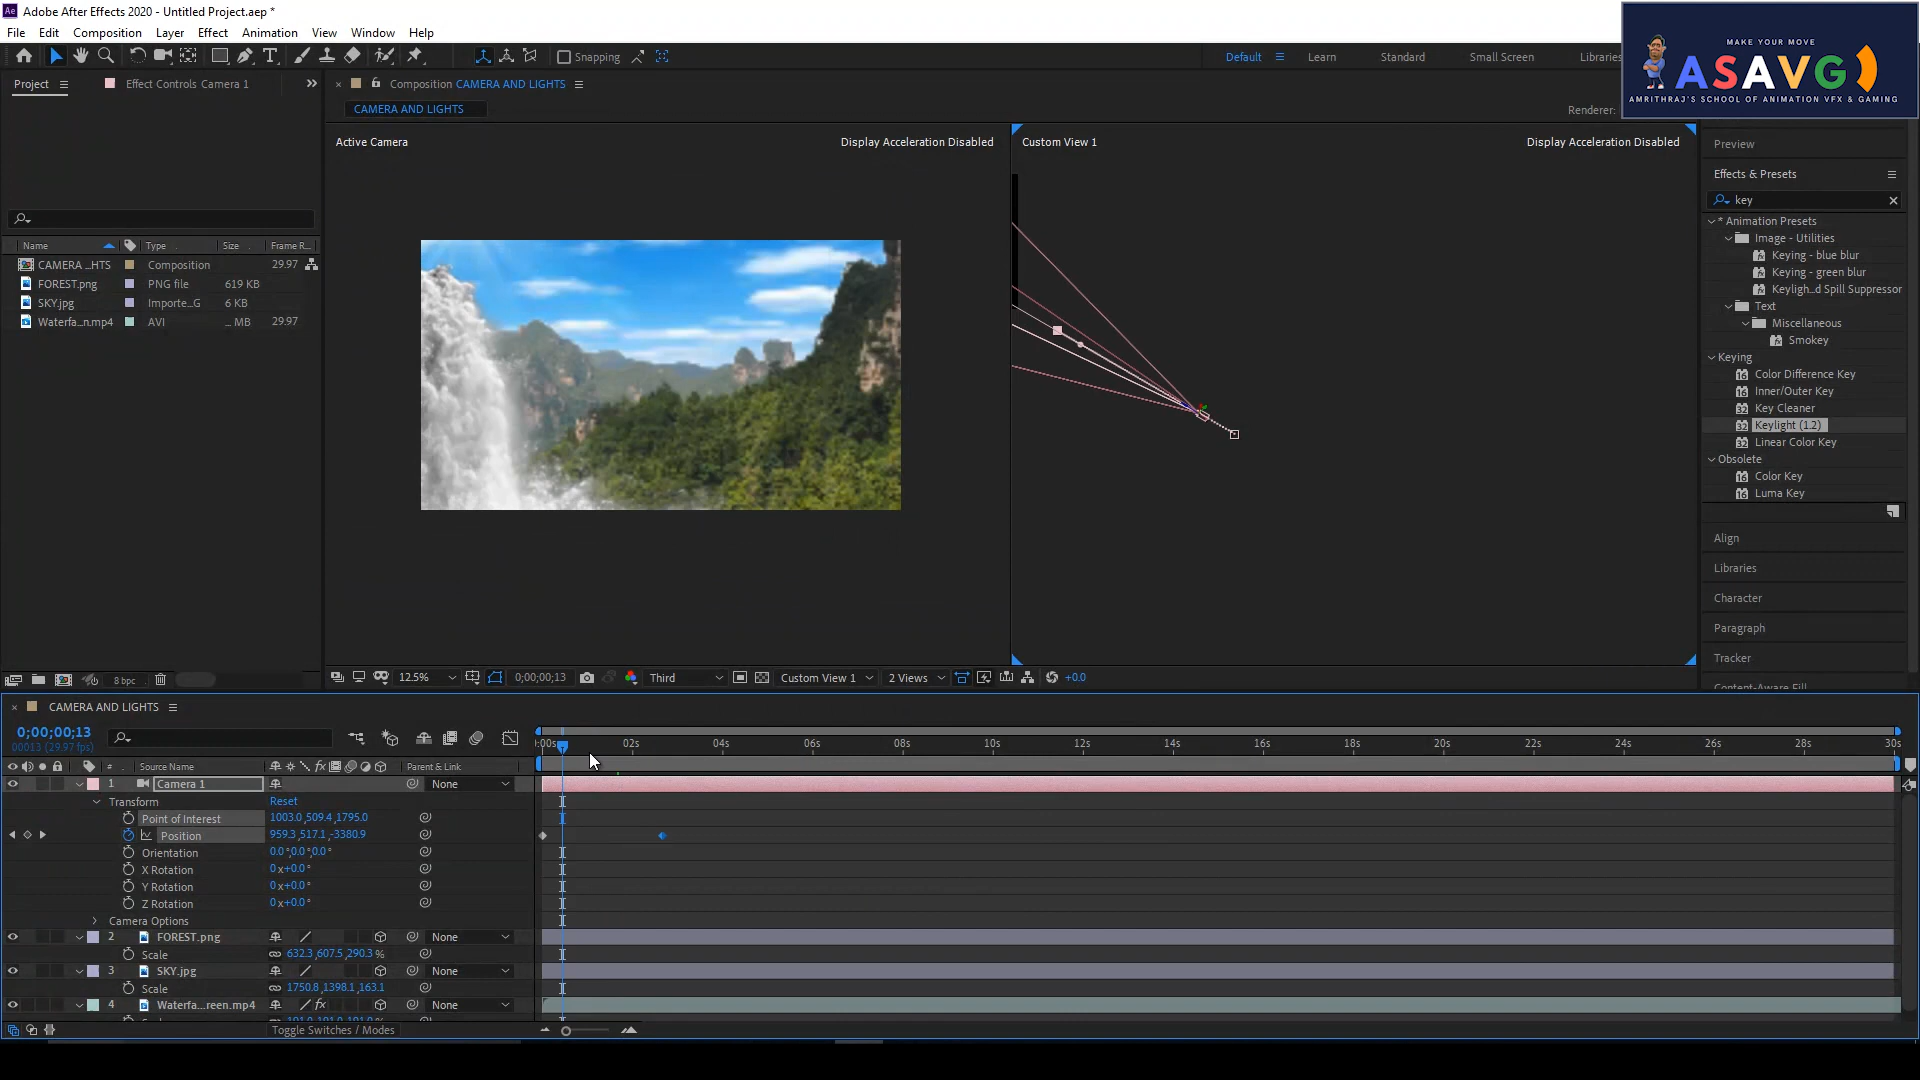 Adobe After Effects 2020 - Untitled Project.aep *
File Edit Composition Layer Effect Animation View Window Help
Snapping
Default Learn Standard Small Screen Libraries
MAKE YOUR MOVE
ASAVG
AMRITHRAJ'S SCHOOL OF ANIMATION VFX & GAMING
Project Effect Controls Camera 1
Composition CAMERA AND LIGHTS
CAMERA AND LIGHTS
Renderer:
Active Camera Display Acceleration Disabled
Custom View 1 Display Acceleration Disabled
Name Type Size Frame R...
CAMERA ...HTS Composition 29.97
FOREST.png PNG file 619 KB
SKY.jpg Importe...G 6 KB
Waterfa...n.mp4 AVI ... MB 29.97
Preview
Effects & Presets
key
* Animation Presets
Image - Utilities
Keying - blue blur
Keying - green blur
Keyligh...d Spill Suppressor
Text
Miscellaneous
Smokey
Keying
Color Difference Key
Inner/Outer Key
Key Cleaner
Keylight (1.2)
Linear Color Key
Obsolete
Color Key
Luma Key
Align
Libraries
Character
Paragraph
Tracker
Content-Aware Fill
8 bpc
12.5% 0;00;00;13 Third Custom View 1 2 Views +0.0
CAMERA AND LIGHTS
0;00;00;13
00013 (29.97 fps)
:00s 02s 04s 06s 08s 10s 12s 14s 16s 18s 20s 22s 24s 26s 28s 30s
# Source Name Parent & Link
1 Camera 1 None
Transform Reset
Point of Interest 1003.0,509.4,1795.0
Position 959.3,517.1,-3380.9
Orientation 0.0°,0.0°,0.0°
X Rotation 0x+0.0°
Y Rotation 0x+0.0°
Z Rotation 0x+0.0°
Camera Options
2 FOREST.png None
Scale 632.3,607.5,290.3%
3 SKY.jpg None
Scale 1750.8,1398.1,163.1
4 Waterfa...reen.mp4 None
Toggle Switches / Modes